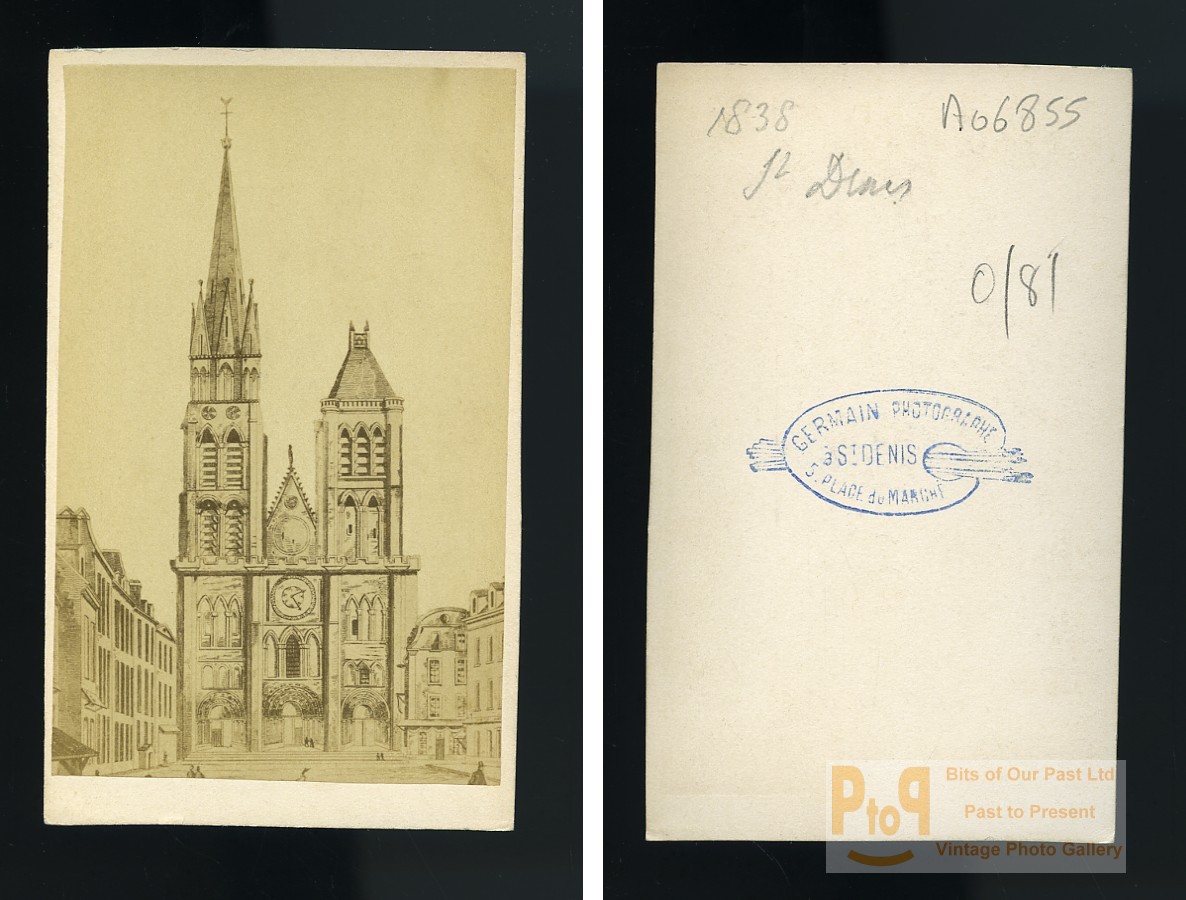 1838
A06855
St Denis
0/81
GERMAIN PHOTOGRAPHE
à ST DENIS
5. PLACE du MARCHÉ
PtoP
Bits of Our Past Ltd
Past to Present
Vintage Photo Gallery